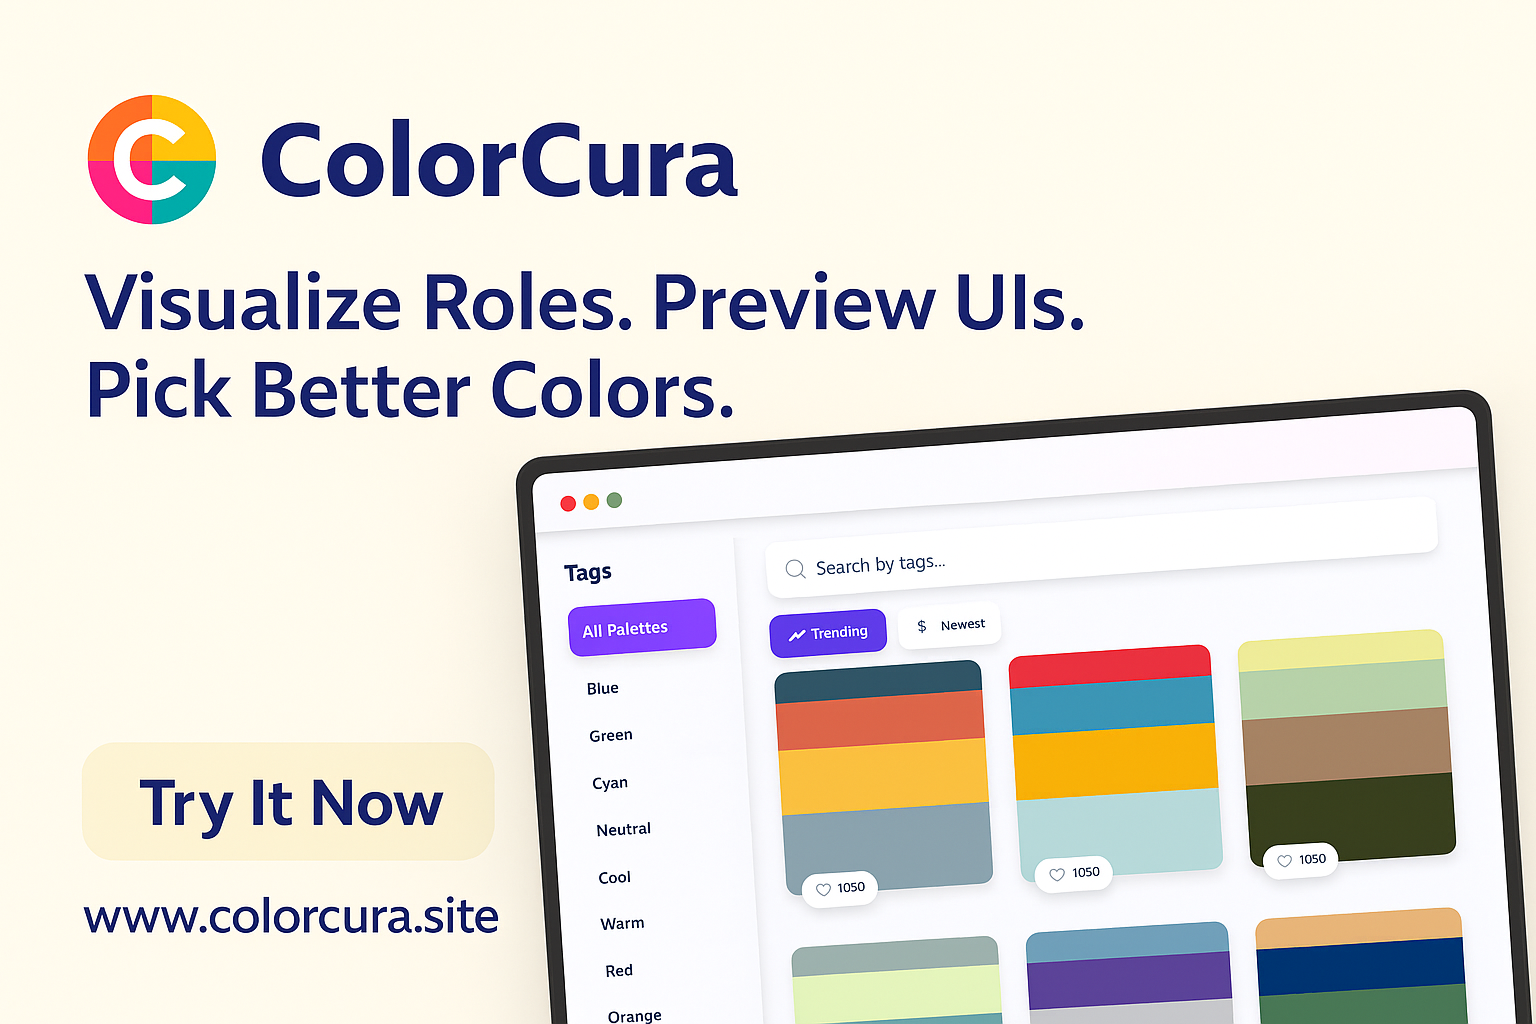 C ColorCura
Visualize Roles. Preview UIs.
Pick Better Colors.
Try It Now
www.colorcura.site
Tags
All Palettes
Blue
Green
Cyan
Neutral
Cool
Warm
Red
Orange
Search by tags...
Trending
$ Newest
1050
1050
1050